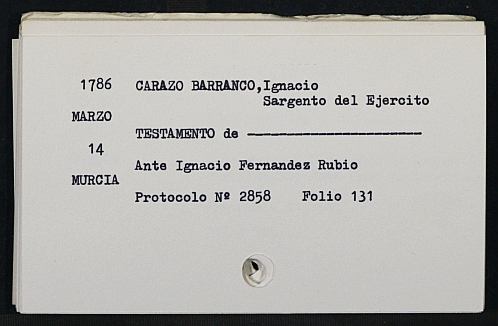 1786 CARAZO BARRANCO,Ignacio
Sargento del Ejercito
MARZO
TESTAMENTO de ----------------------
14
Ante Ignacio Fernandez Rubio
MURCIA
Protocolo Nº 2858 Folio 131